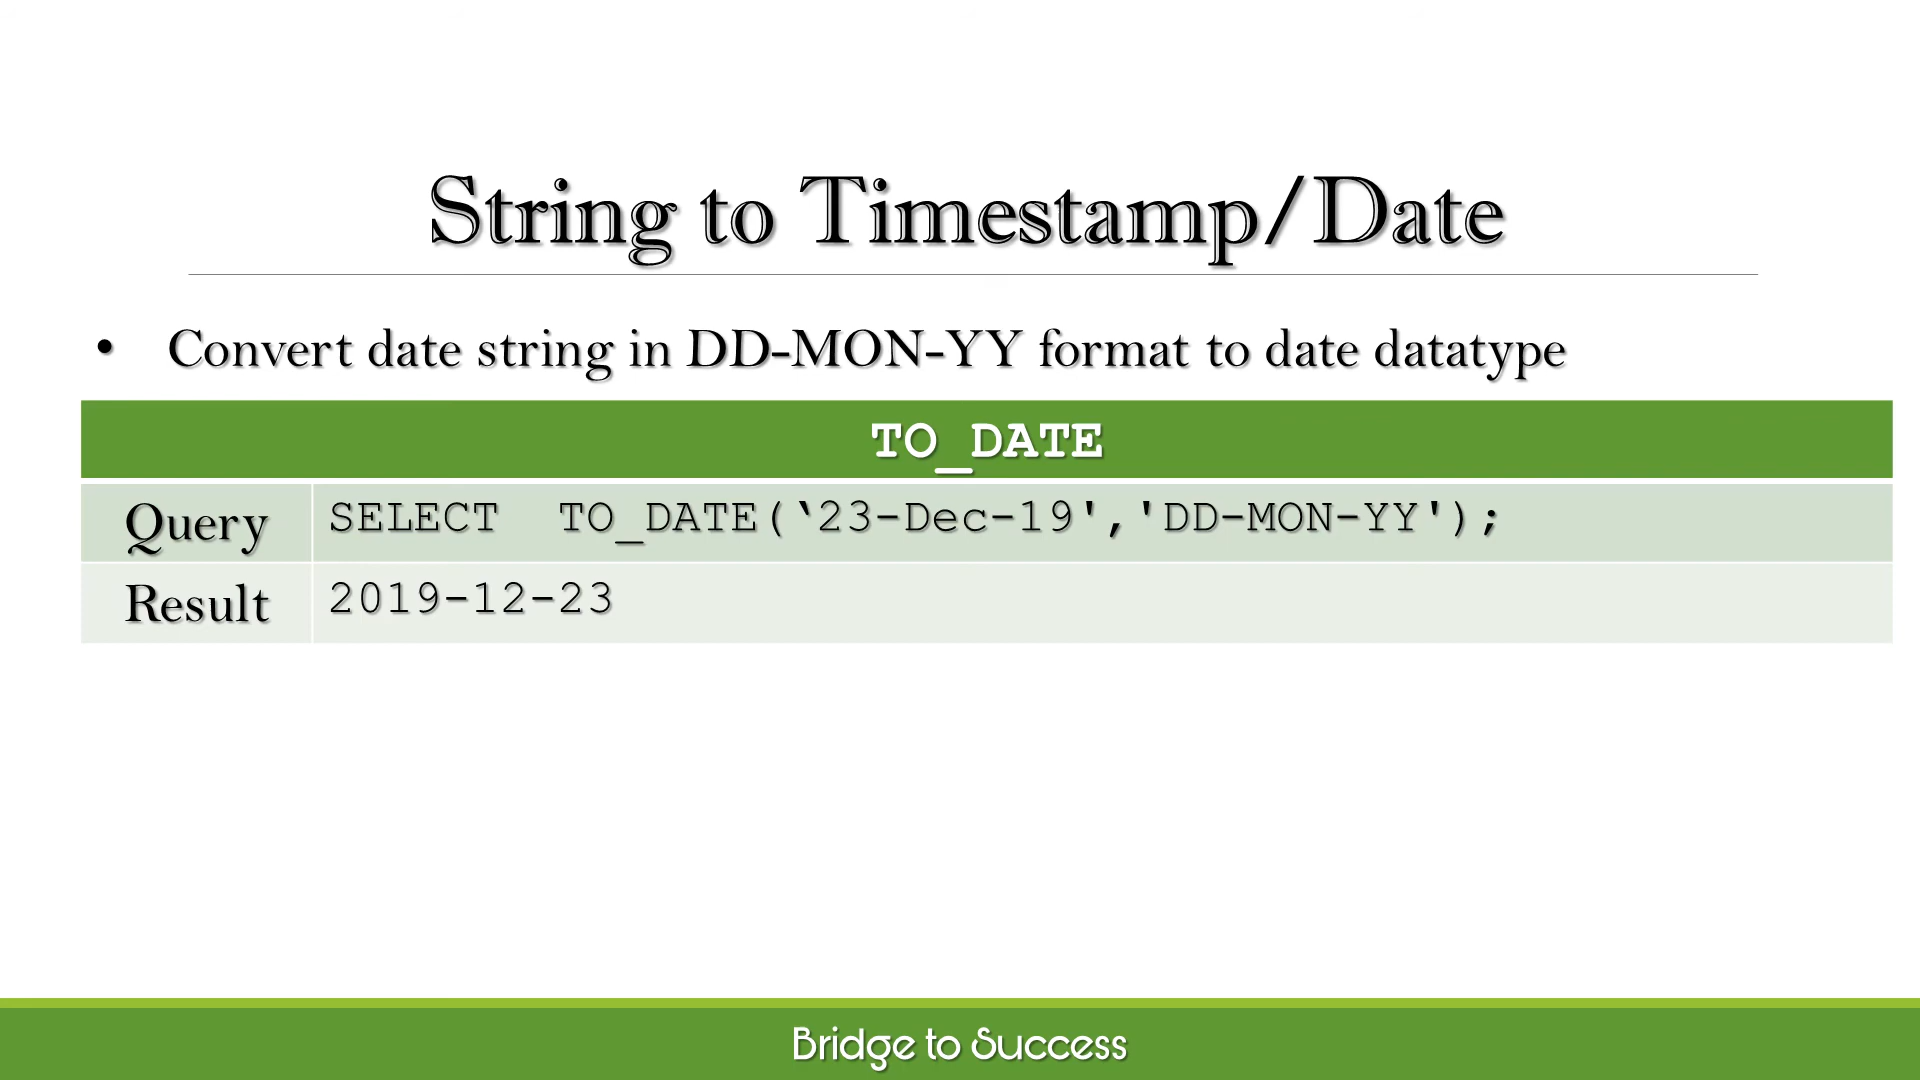 String to Timestamp/Date
• Convert date string in DD-MON-YY format to date datatype
TO_DATE
Query SELECT  TO_DATE(‘23-Dec-19','DD-MON-YY');
Result 2019-12-23
Bridge to Success